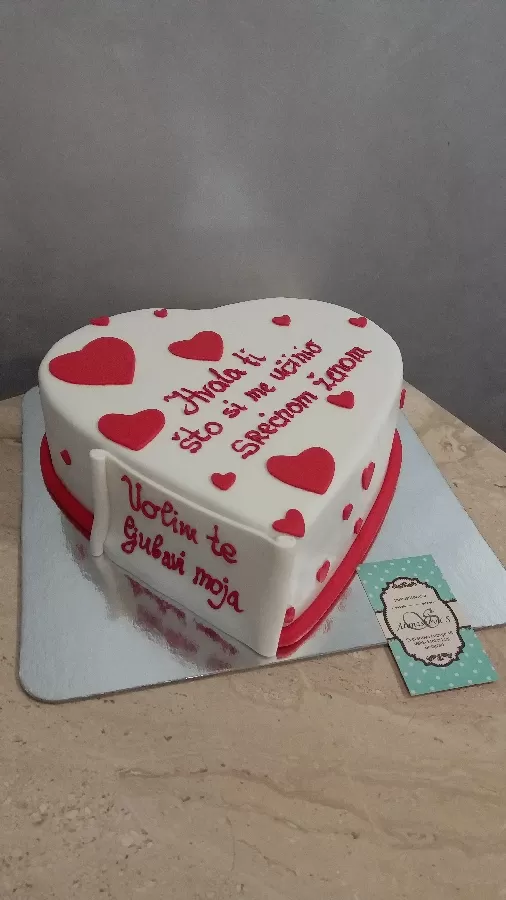 Hvala ti
što si me učinio
srećnom ženom
Volim te
ljubavi moja